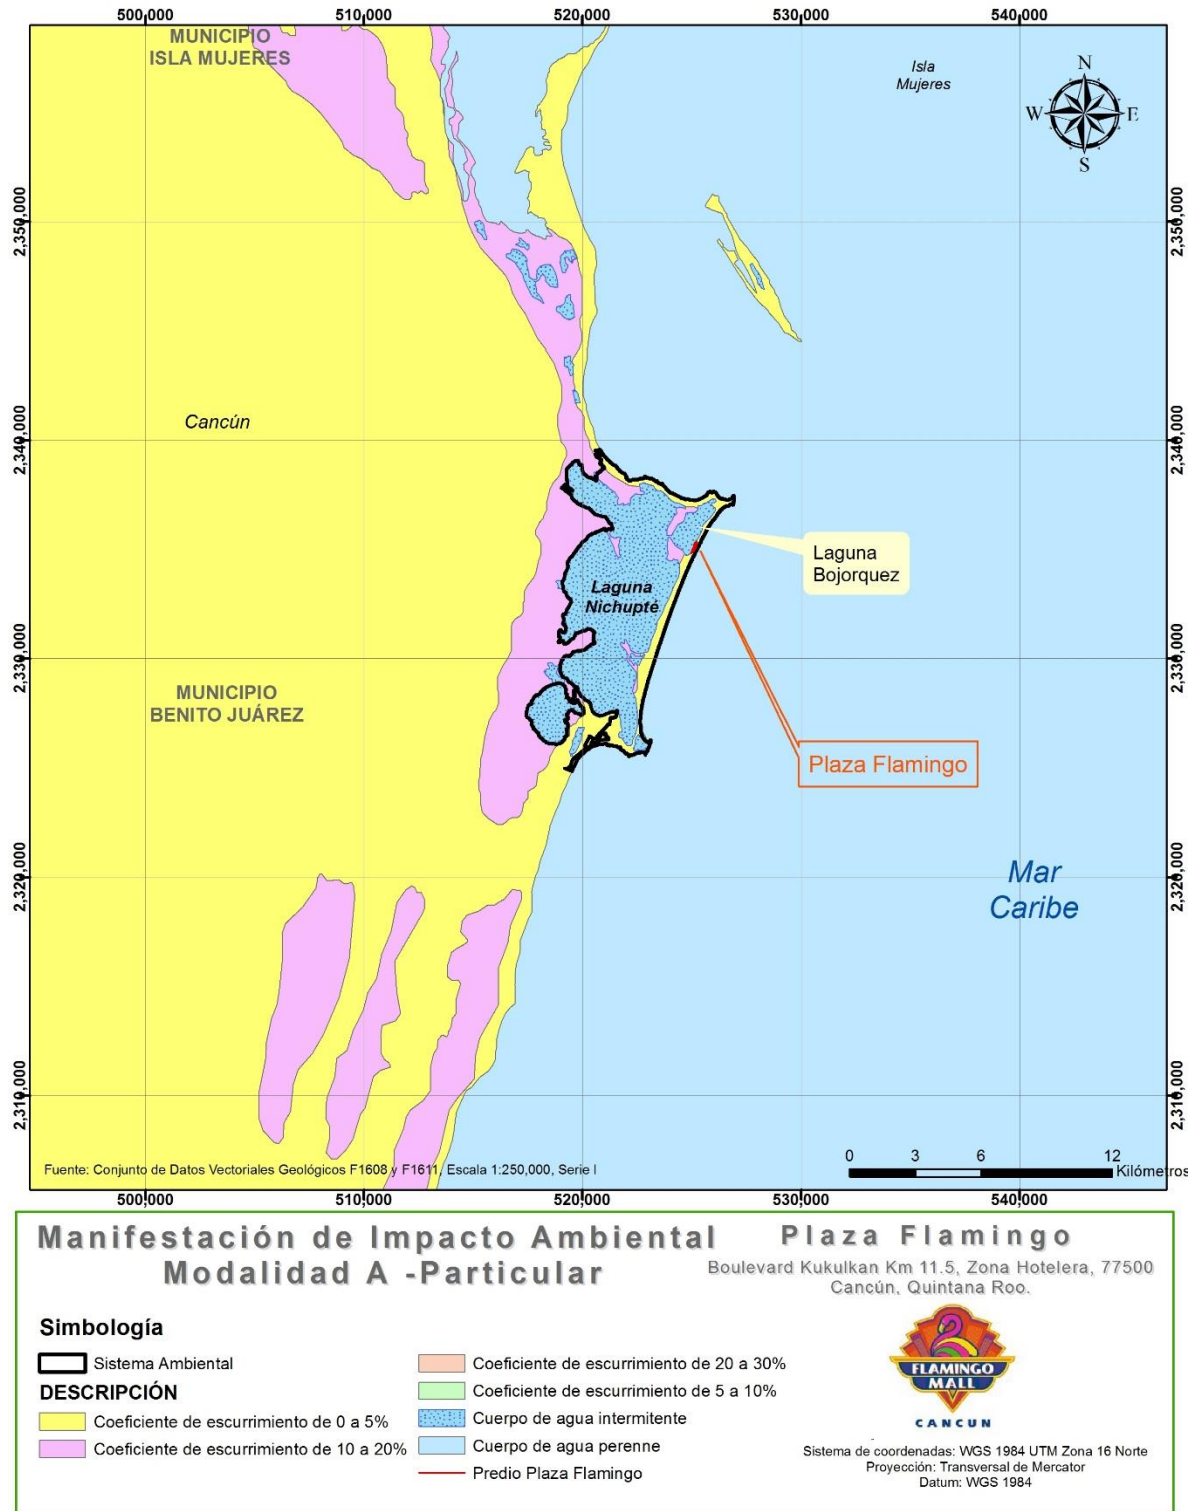 500,000
510,000
520,000
530,000
540,000
MUNICIPIO
ISLA MUJERES
Isla
Mujeres
N
W
E
S
2,350,000
2,350,000
2,340,000
2,340,000
Cancún
Laguna
Bojorquez
Laguna
Nichupté
2,330,000
2,330,000
MUNICIPIO
BENITO JUÁREZ
Plaza Flamingo
2,320,000
2,320,000
Mar
Caribe
2,310,000
2,310,000
Fuente: Conjunto de Datos Vectoriales Geológicos F1608 y F1611, Escala 1:250,000, Serie I
0 3 6 12
Kilómetros
500,000
510,000
520,000
530,000
540,000
Manifestación de Impacto Ambiental
Modalidad A -Particular
Plaza Flamingo
Boulevard Kukulkan Km 11.5, Zona Hotelera, 77500
Cancún, Quintana Roo.
Simbología
Sistema Ambiental
DESCRIPCIÓN
Coeficiente de escurrimiento de 0 a 5%
Coeficiente de escurrimiento de 10 a 20%
Coeficiente de escurrimiento de 20 a 30%
Coeficiente de escurrimiento de 5 a 10%
Cuerpo de agua intermitente
Cuerpo de agua perenne
Predio Plaza Flamingo
FLAMINGO
MALL
CANCUN
Sistema de coordenadas: WGS 1984 UTM Zona 16 Norte
Proyección: Transversal de Mercator
Datum: WGS 1984